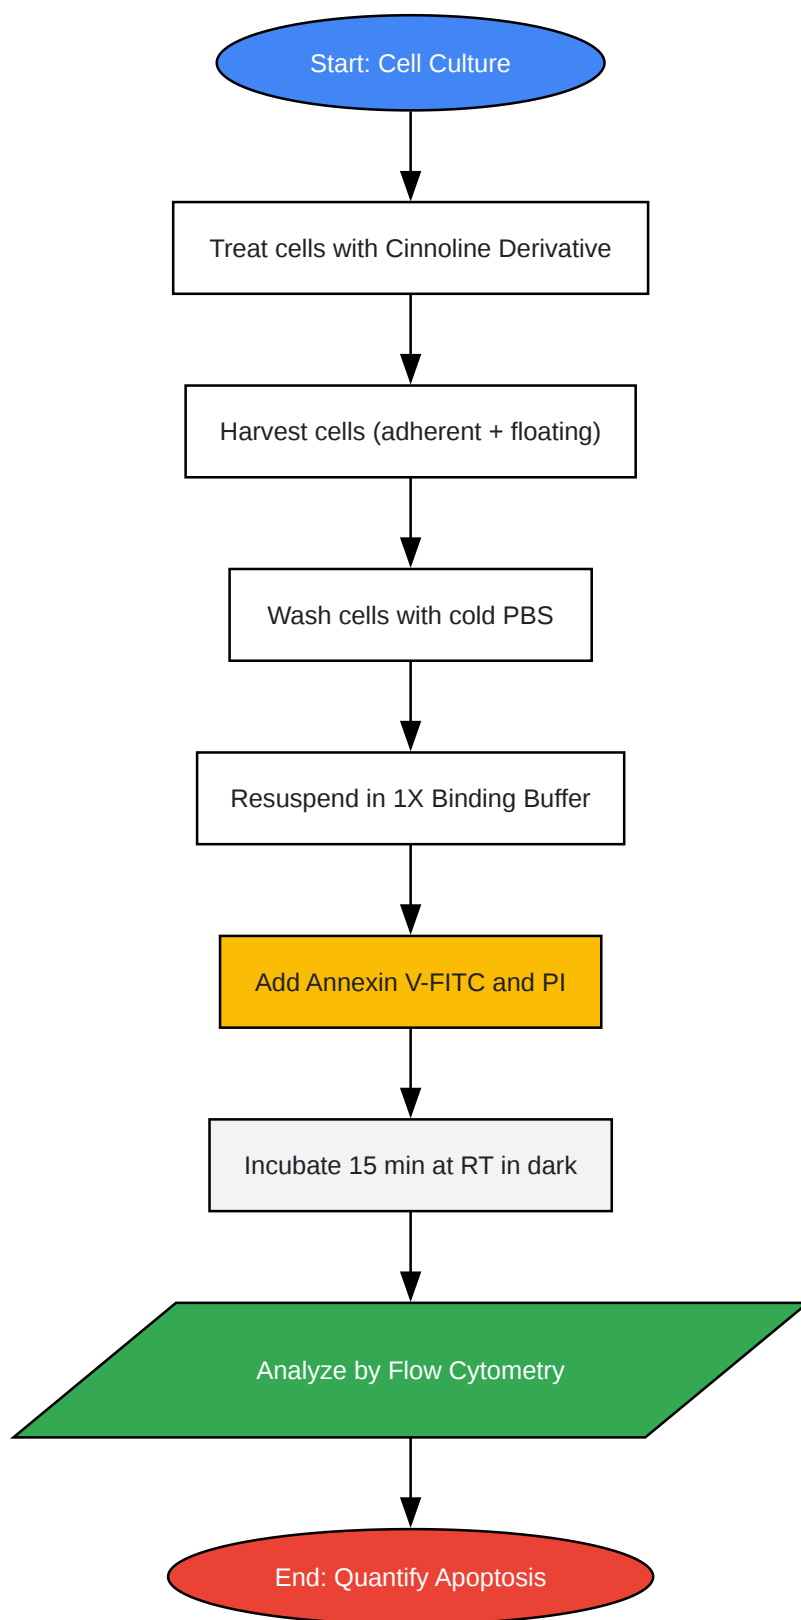 Start: Cell Culture
Treat cells with Cinnoline Derivative
Harvest cells (adherent + floating)
Wash cells with cold PBS
Resuspend in 1X Binding Buffer
Add Annexin V-FITC and PI
Incubate 15 min at RT in dark
Analyze by Flow Cytometry
End: Quantify Apoptosis